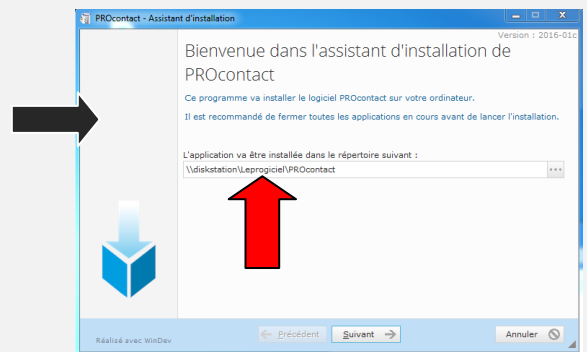 PROcontact - Assistant d'installation
Version : 2016-01c
Bienvenue dans l'assistant d'installation de
PROcontact
Ce programme va installer le logiciel PROcontact sur votre ordinateur.
Il est recommandé de fermer toutes les applications en cours avant de lancer l'installation.
L'application va être installée dans le répertoire suivant :
\\diskstation\Leprogiciel\PROcontact
...
Réalisé avec WinDev
Précédent
Suivant
Annuler